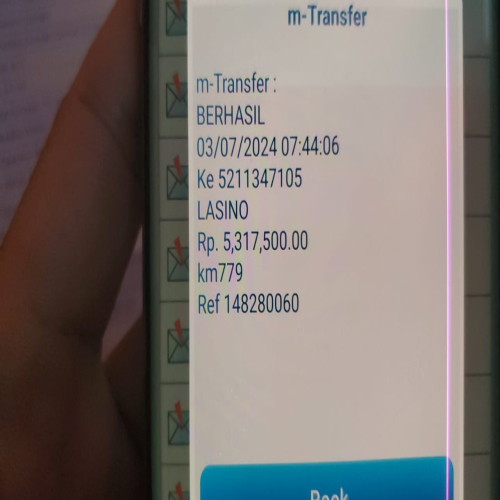 m-Transfer
m-Transfer :
BERHASIL
03/07/2024 07:44:06
Ke 5211347105
LASINO
Rp. 5,317,500.00
km779
Ref 148280060